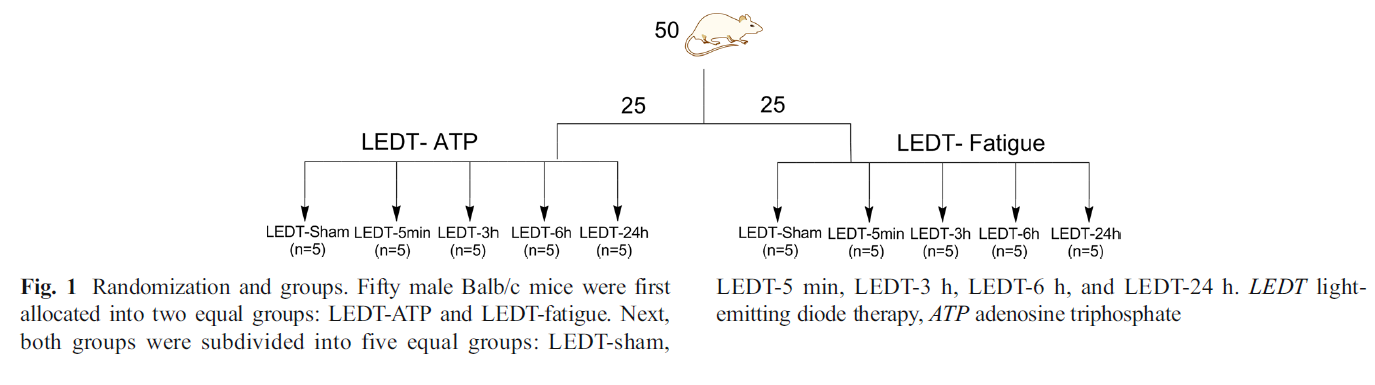 50
25
25
LEDT- ATP
LEDT- Fatigue
LEDT-Sham LEDT-5min LEDT-3h LEDT-6h LEDT-24h
(n=5) (n=5) (n=5) (n=5) (n=5)
LEDT-Sham LEDT-5min LEDT-3h LEDT-6h LEDT-24h
(n=5) (n=5) (n=5) (n=5) (n=5)
Fig. 1 Randomization and groups. Fifty male Balb/c mice were first
allocated into two equal groups: LEDT-ATP and LEDT-fatigue. Next,
both groups were subdivided into five equal groups: LEDT-sham,
LEDT-5 min, LEDT-3 h, LEDT-6 h, and LEDT-24 h. LEDT light-
emitting diode therapy, ATP adenosine triphosphate